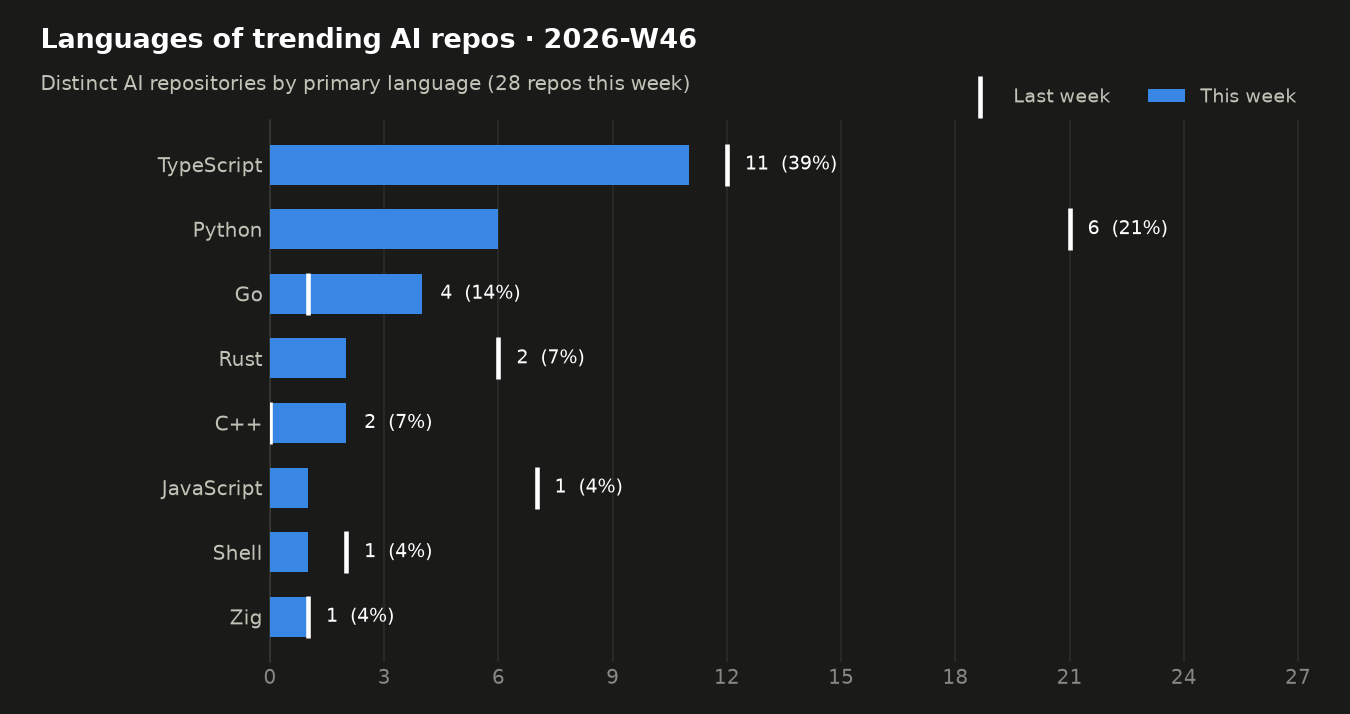 Languages of trending AI repos · 2026-W46
Distinct AI repositories by primary language (28 repos this week)
Last week
This week
TypeScript 11 (39%)
Python 6 (21%)
Go 4 (14%)
Rust 2 (7%)
C++ 2 (7%)
JavaScript 1 (4%)
Shell 1 (4%)
Zig 1 (4%)
0 3 6 9 12 15 18 21 24 27